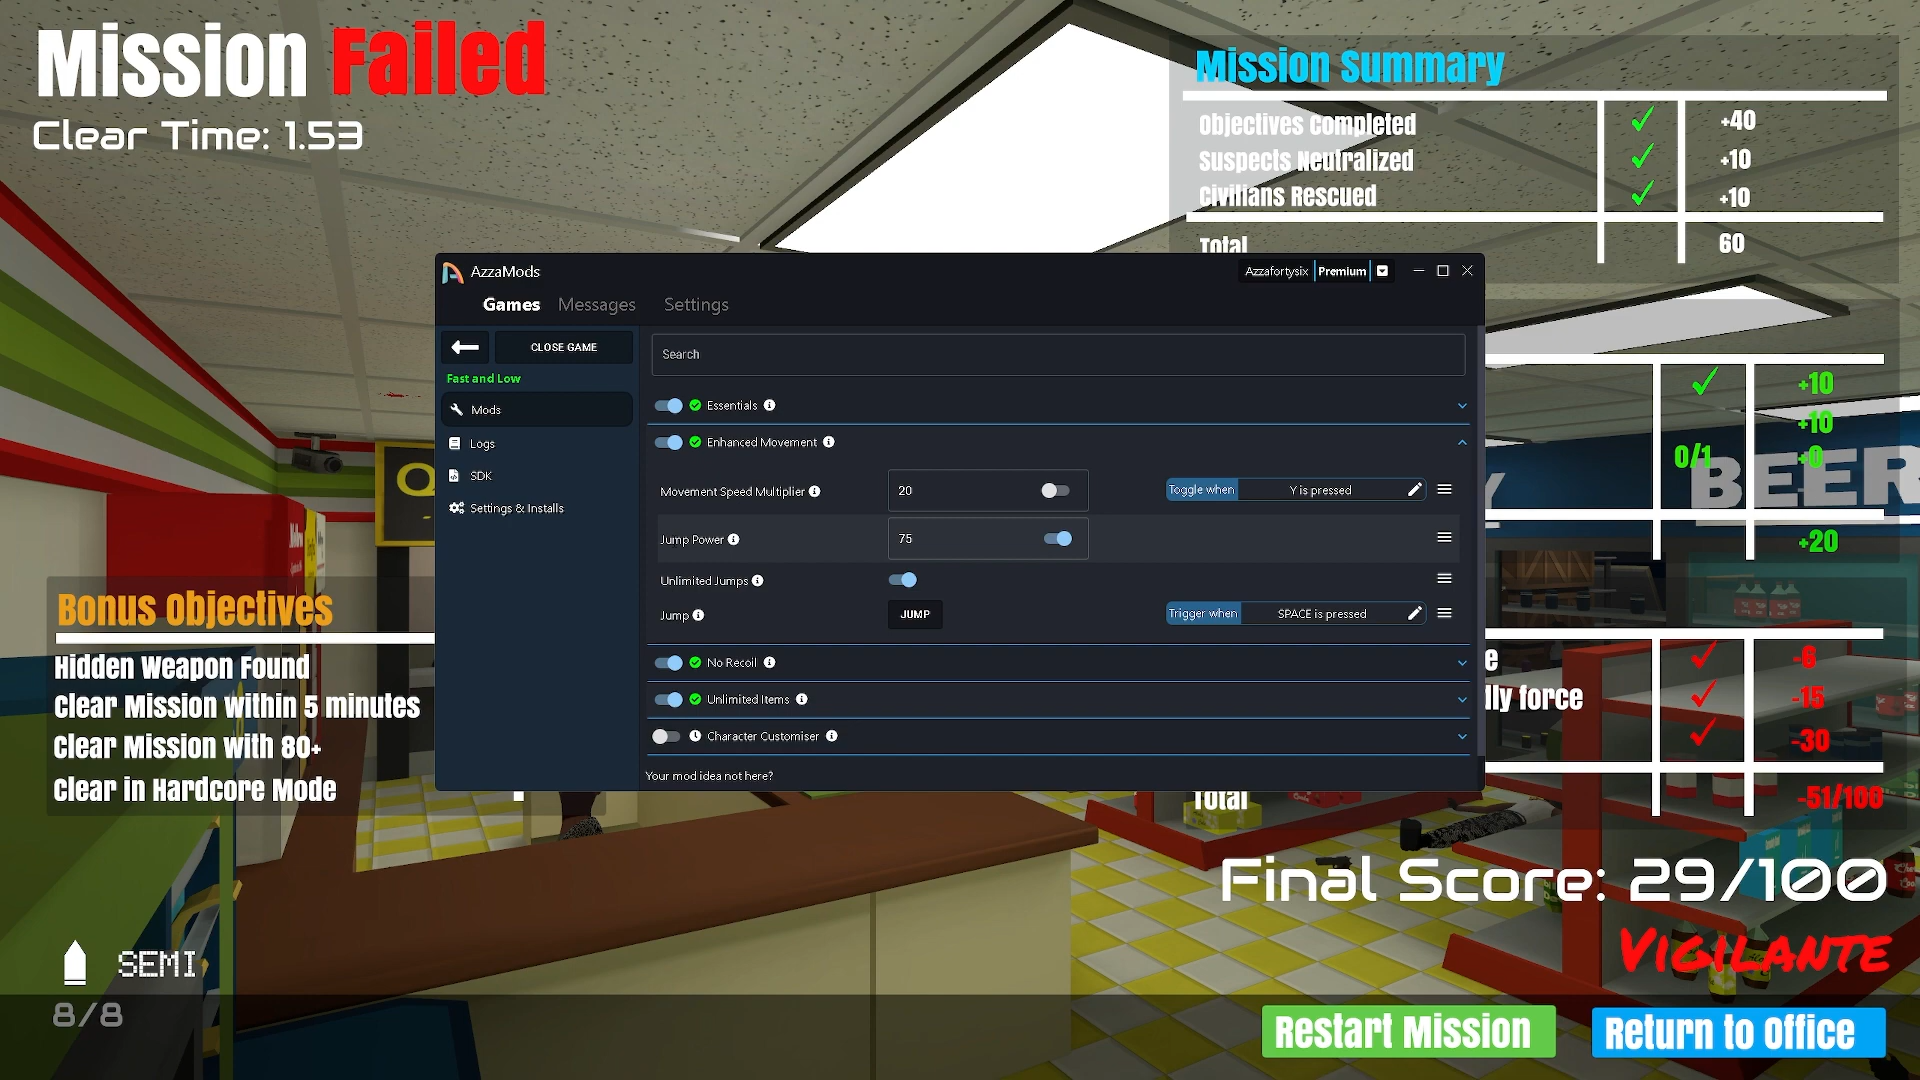 Mission Failed
Clear Time: 1.53
Mission Summary
Objectives Completed +40
Suspects Neutralized +10
Civilians Rescued +10
Total 60
AzzaMods
Azzafortysix Premium
Games Messages Settings
CLOSE GAME
Fast and Low
Mods
Logs
SDK
Settings & Installs
Search
Essentials
Enhanced Movement
Movement Speed Multiplier 20 Toggle when Y is pressed
Jump Power 75
Unlimited Jumps
Jump JUMP Trigger when SPACE is pressed
No Recoil
Unlimited Items
Character Customiser
Your mod idea not here?
+10
+10
0/1 +0
+20
BEER
Bonus Objectives
Hidden Weapon Found
Clear Mission within 5 minutes
Clear Mission with 80+
Clear in Hardcore Mode
-6
force -15
-30
Total -51/100
Final Score: 29/100
Vigilante
SEMI
8/8
Restart Mission
Return to Office